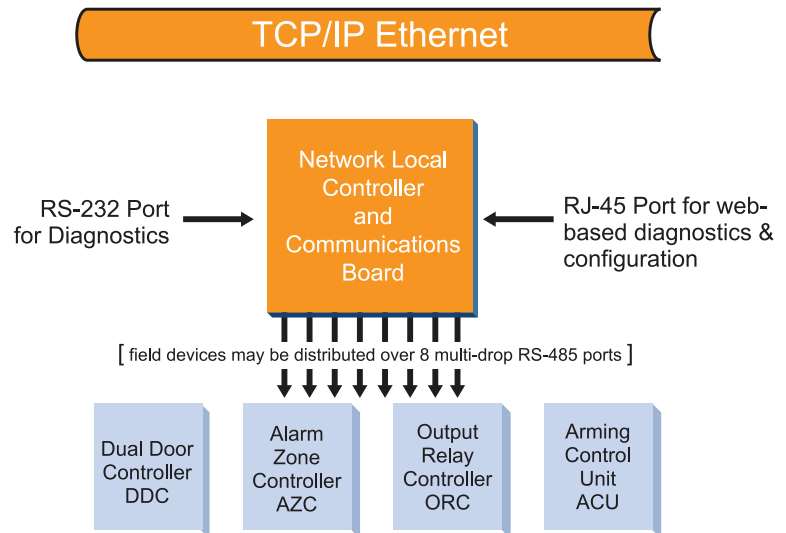 TCP/IP Ethernet
Network Local
Controller
and
Communications
Board
RS-232 Port
for Diagnostics
RJ-45 Port for web-
based diagnostics &
configuration
[ field devices may be distributed over 8 multi-drop RS-485 ports ]
Dual Door
Controller
DDC
Alarm
Zone
Controller
AZC
Output
Relay
Controller
ORC
Arming
Control
Unit
ACU